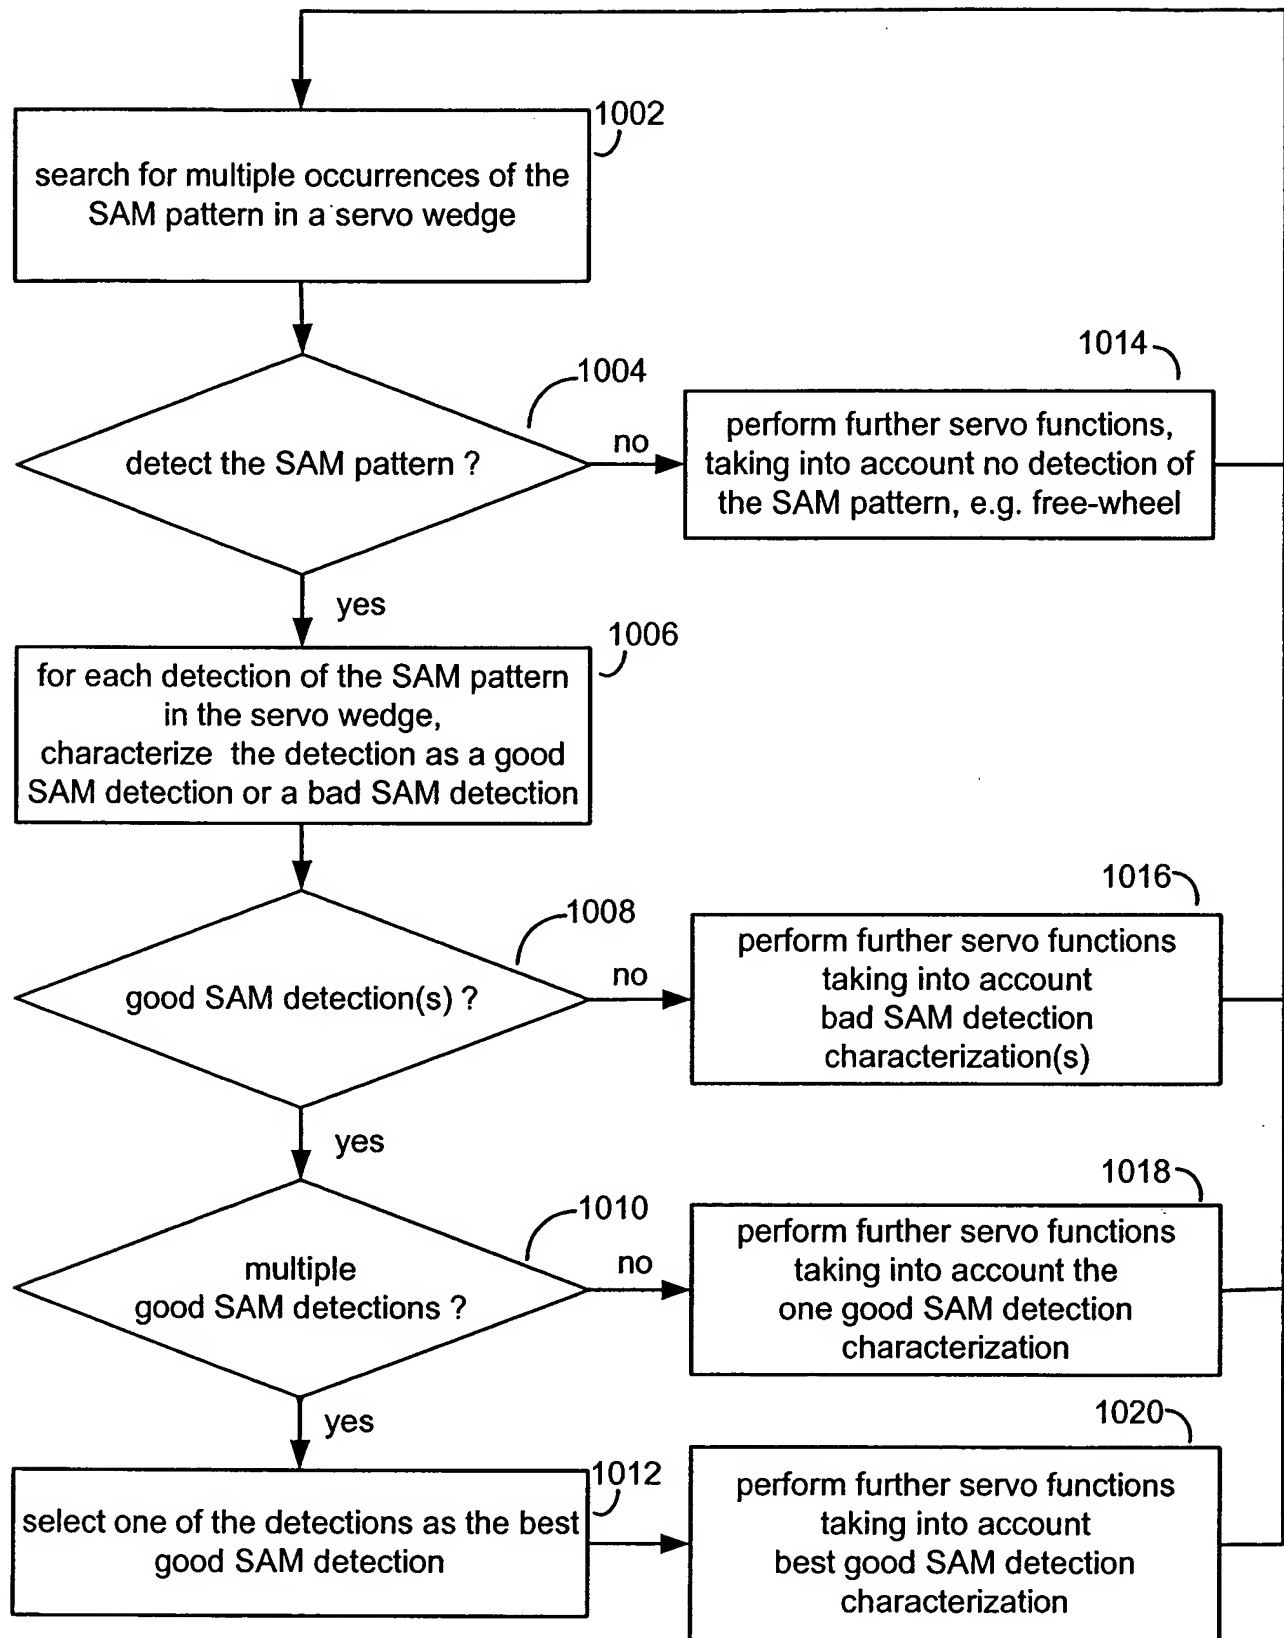 1002
search for multiple occurrences of the
SAM pattern in a servo wedge
1004
detect the SAM pattern ?
no
1014
perform further servo functions,
taking into account no detection of
the SAM pattern, e.g. free-wheel
yes
1006
for each detection of the SAM pattern
in the servo wedge,
characterize the detection as a good
SAM detection or a bad SAM detection
1008
good SAM detection(s) ?
no
1016
perform further servo functions
taking into account
bad SAM detection
characterization(s)
yes
1010
multiple
good SAM detections ?
no
1018
perform further servo functions
taking into account the
one good SAM detection
characterization
yes
1012
select one of the detections as the best
good SAM detection
1020
perform further servo functions
taking into account
best good SAM detection
characterization